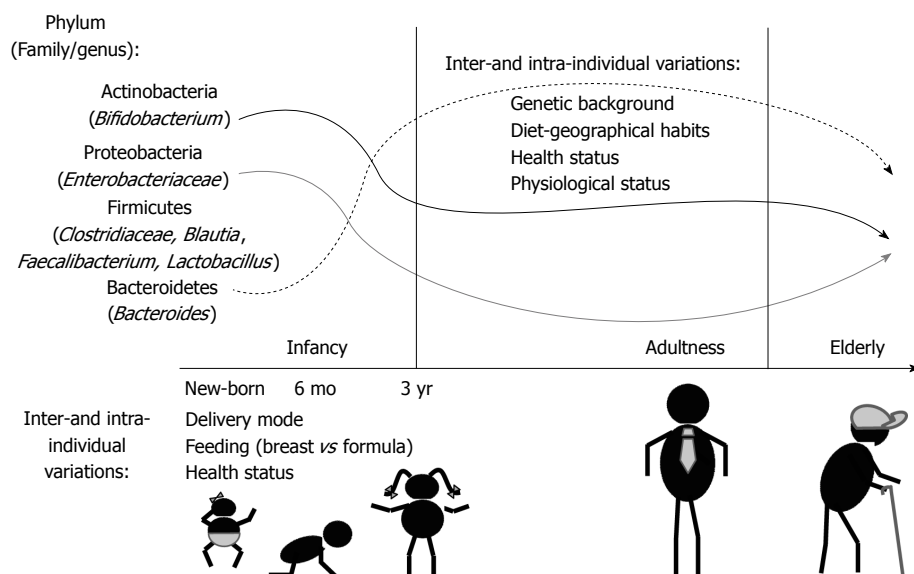 Phylum
(Family/genus):
Actinobacteria
(Bifidobacterium)
Proteobacteria
(Enterobacteriaceae)
Firmicutes
(Clostridiaceae, Blautia,
Faecalibacterium, Lactobacillus)
Bacteroidetes
(Bacteroides)
Inter-and intra-individual variations:
Genetic background
Diet-geographical habits
Health status
Physiological status
Infancy
Adultness
Elderly
New-born
6 mo
3 yr
Inter-and intra-
individual
variations:
Delivery mode
Feeding (breast vs formula)
Health status